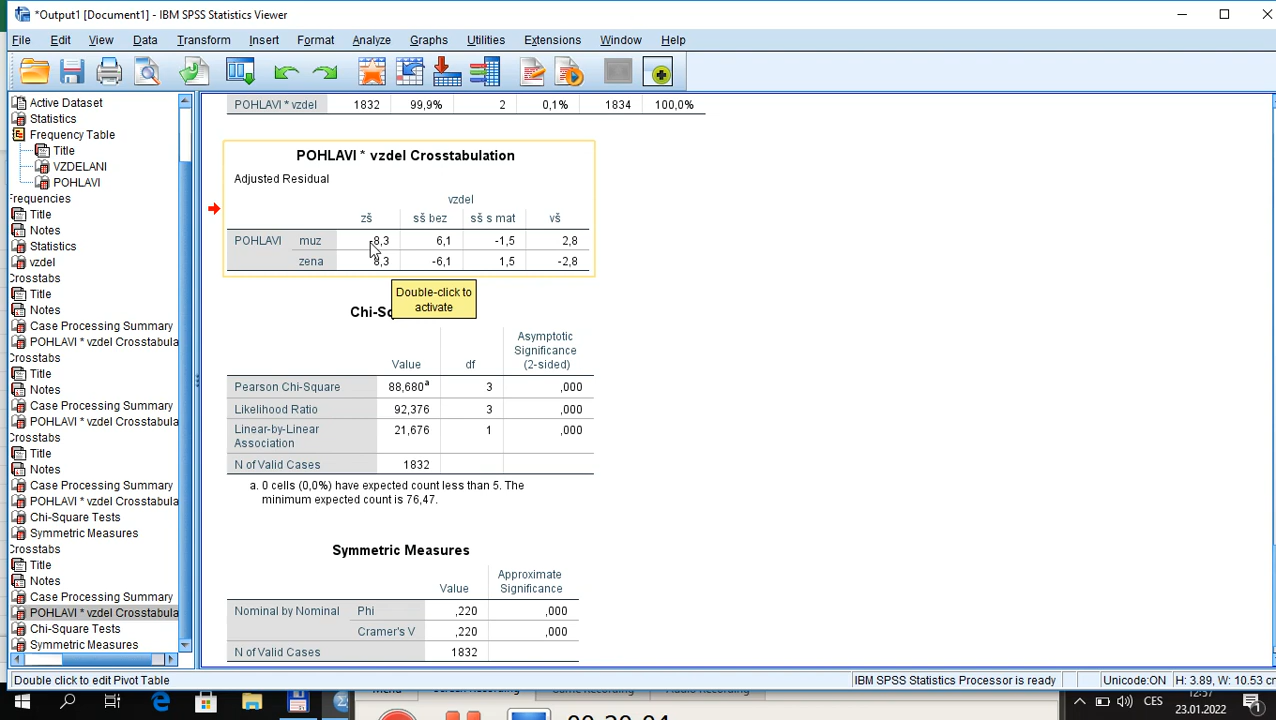 *Output1 [Document1] - IBM SPSS Statistics Viewer
File Edit View Data Transform Insert Format Analyze Graphs Utilities Extensions Window Help
Active Dataset
Statistics
Frequency Table
Title
VZDELANI
POHLAVI
Frequencies
Title
Notes
Statistics
vzdel
Crosstabs
Title
Notes
Case Processing Summary
POHLAVI * vzdel Crosstabula
Crosstabs
Title
Notes
Case Processing Summary
POHLAVI * vzdel Crosstabula
Crosstabs
Title
Notes
Case Processing Summary
POHLAVI * vzdel Crosstabula
Chi-Square Tests
Symmetric Measures
Crosstabs
Title
Notes
Case Processing Summary
POHLAVI * vzdel Crosstabula
Chi-Square Tests
Symmetric Measures
POHLAVI * vzdel 1832 99,9% 2 0,1% 1834 100,0%
POHLAVI * vzdel Crosstabulation
Adjusted Residual
vzdel
zš sš bez sš s mat vš
POHLAVI muz -8,3 6,1 -1,5 2,8
zena 8,3 -6,1 1,5 -2,8
Double-click to
activate
Chi-Sq
Asymptotic
Significance
(2-sided)
Value df
Pearson Chi-Square 88,680a 3 ,000
Likelihood Ratio 92,376 3 ,000
Linear-by-Linear
Association 21,676 1 ,000
N of Valid Cases 1832
a. 0 cells (0,0%) have expected count less than 5. The
minimum expected count is 76,47.
Symmetric Measures
Approximate
Significance
Value
Nominal by Nominal Phi ,220 ,000
Cramer's V ,220 ,000
N of Valid Cases 1832
Double click to edit Pivot Table IBM SPSS Statistics Processor is ready Unicode:ON H: 3.89, W: 10.53 cm
CES
12:57
23.01.2022